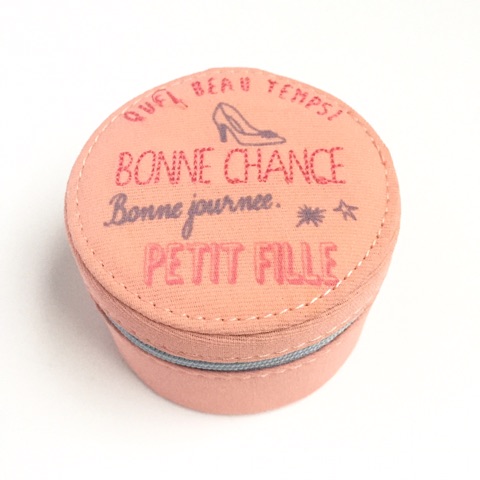 QUEL BEAU TEMPS!
BONNE CHANCE
Bonne journee.
PETIT FILLE